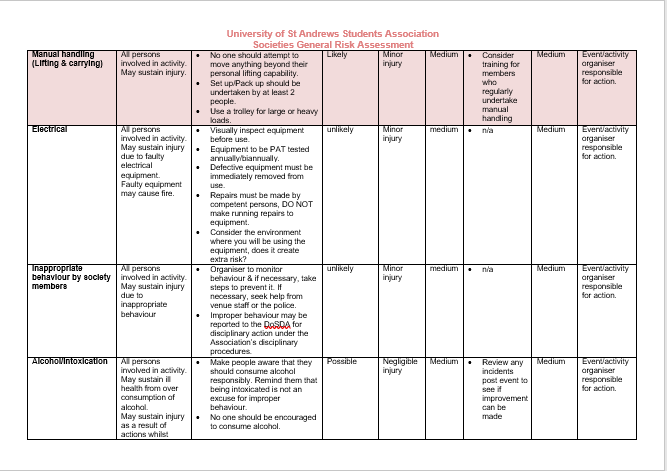 University of St Andrews Students Association
Societies General Risk Assessment
Manual handling
(Lifting & carrying)
All persons
involved in activity.
May sustain injury.
• No one should attempt to
move anything beyond their
personal lifting capability.
• Set up/Pack up should be
undertaken by at least 2
people.
• Use a trolley for large or heavy
loads.
Likely
Minor
injury
Medium
• Consider
training for
members
who
regularly
undertake
manual
handling
Medium
Event/activity
organiser
responsible
for action.
Electrical
All persons
involved in activity.
May sustain injury
due to faulty
electrical
equipment.
Faulty equipment
may cause fire.
• Visually inspect equipment
before use.
• Equipment to be PAT tested
annually/biannually.
• Defective equipment must be
immediately removed from
use.
• Repairs must be made by
competent persons, DO NOT
make running repairs to
equipment.
• Consider the environment
where you will be using the
equipment, does it create
extra risk?
unlikely
Minor
injury
medium
• n/a
Medium
Event/activity
organiser
responsible
for action.
Inappropriate
behaviour by society
members
All persons
involved in activity.
May sustain injury
due to
inappropriate
behaviour
• Organiser to monitor
behaviour & if necessary, take
steps to prevent it. If
necessary, seek help from
venue staff or the police.
• Improper behaviour may be
reported to the DoSDA for
disciplinary action under the
Association's disciplinary
procedures.
unlikely
Minor
injury
medium
• n/a
Medium
Event/activity
organiser
responsible
for action.
Alcohol/intoxication
All persons
involved in activity.
May sustain ill
health from over
consumption of
alcohol.
May sustain injury
as a result of
actions whilst
• Make people aware that they
should consume alcohol
responsibly. Remind them that
being intoxicated is not an
excuse for improper
behaviour.
• No one should be encouraged
to consume alcohol.
Possible
Negligible
injury
Medium
• Review any
incidents
post event to
see if
improvement
can be
made
Medium
Event/activity
organiser
responsible
for action.